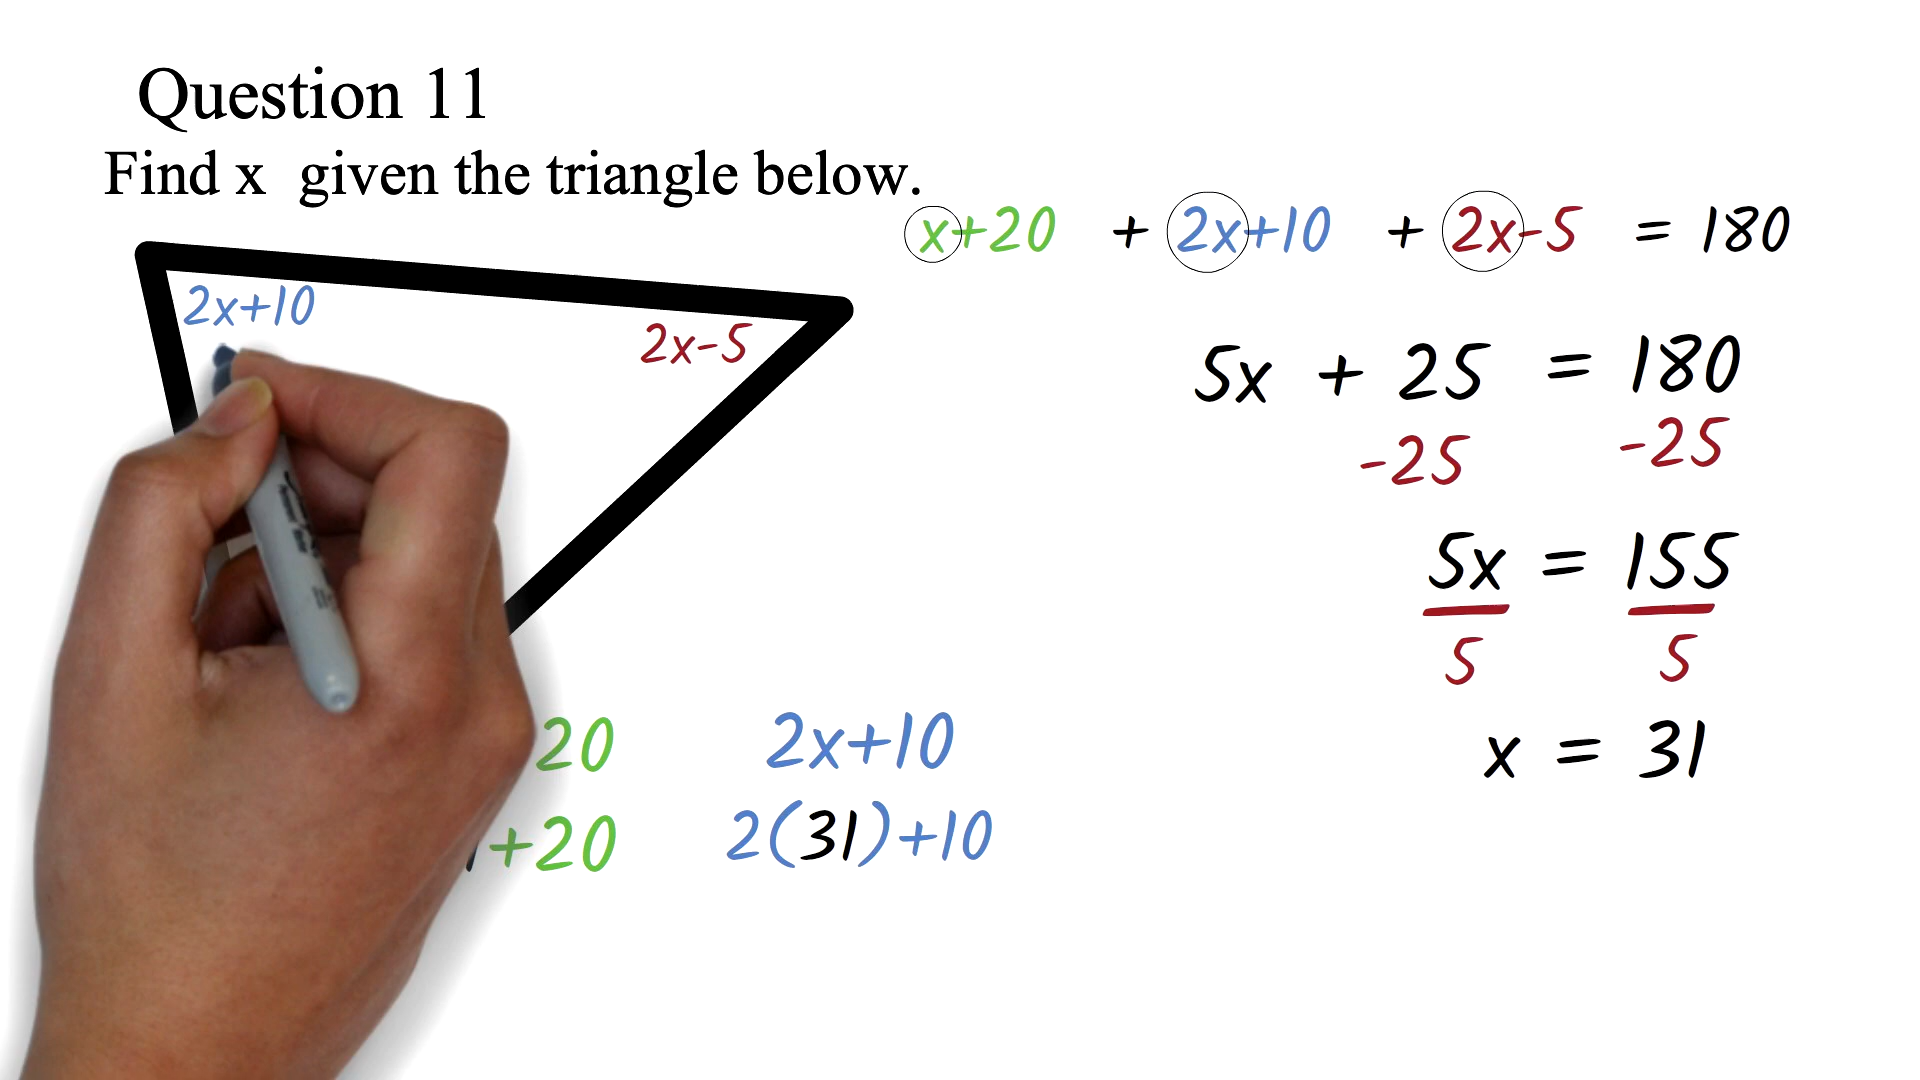 Question 11
Find x given the triangle below.
x+20 + 2x+10 + 2x-5 = 180
2x+10
2x-5
5x + 25 = 180
-25 -25
5x = 155
5 5
x = 31
20 2x+10
+20 2(31)+10